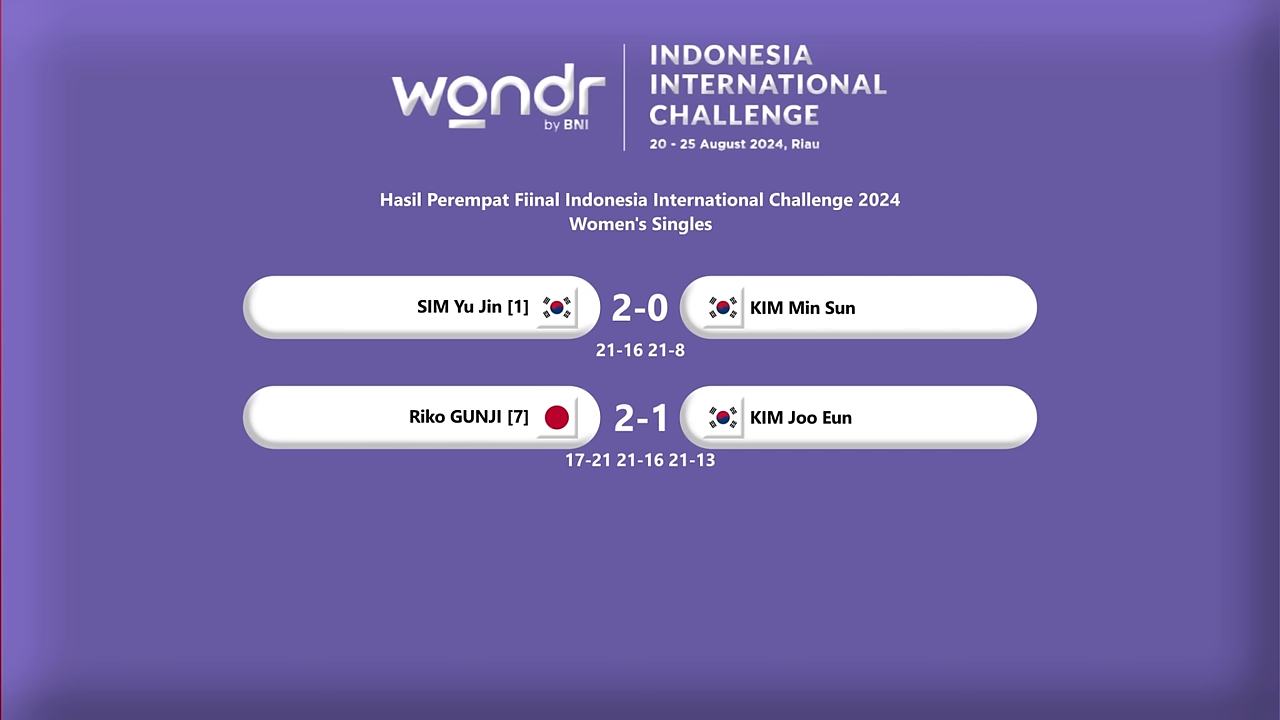 wondr
by BNI
INDONESIA
INTERNATIONAL
CHALLENGE
20 - 25 August 2024, Riau
Hasil Perempat Fiinal Indonesia International Challenge 2024
Women's Singles
SIM Yu Jin [1] 2-0 KIM Min Sun
21-16 21-8
Riko GUNJI [7] 2-1 KIM Joo Eun
17-21 21-16 21-13